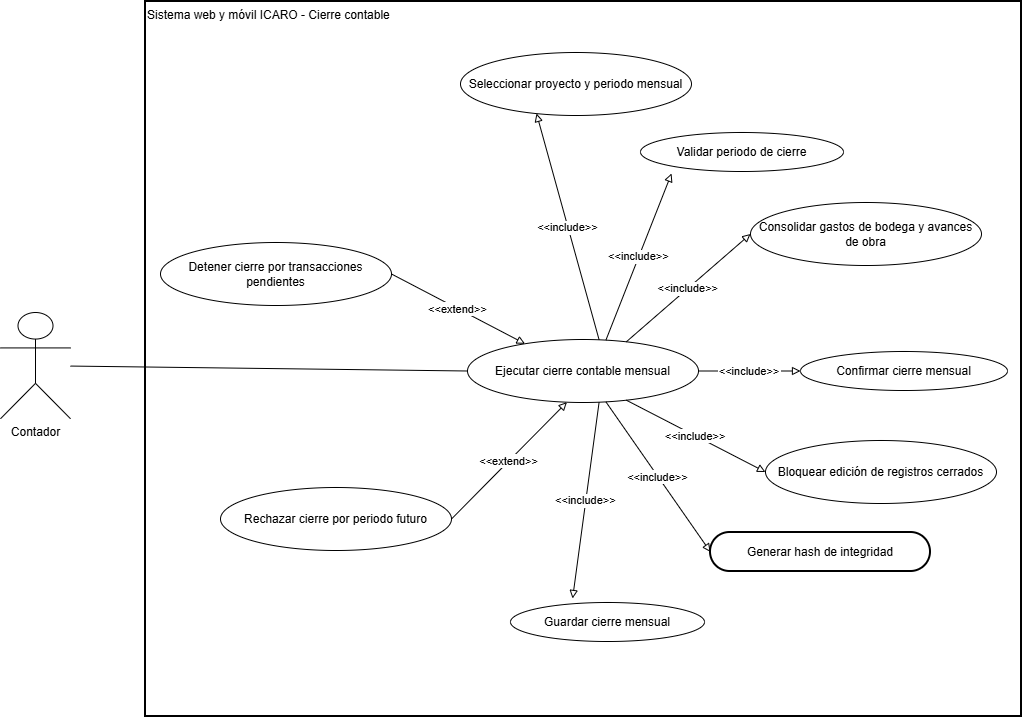 Sistema web y móvil ICARO - Cierre contable
Seleccionar proyecto y periodo mensual
Validar periodo de cierre
<<include>>
Consolidar gastos de bodega y avances
de obra
<<include>>
Detener cierre por transacciones
pendientes
<<include>>
<<extend>>
Ejecutar cierre contable mensual
<<include>>
Confirmar cierre mensual
Contador
<<include>>
<<extend>>
Bloquear edición de registros cerrados
<<include>>
<<include>>
Rechazar cierre por periodo futuro
Generar hash de integridad
Guardar cierre mensual